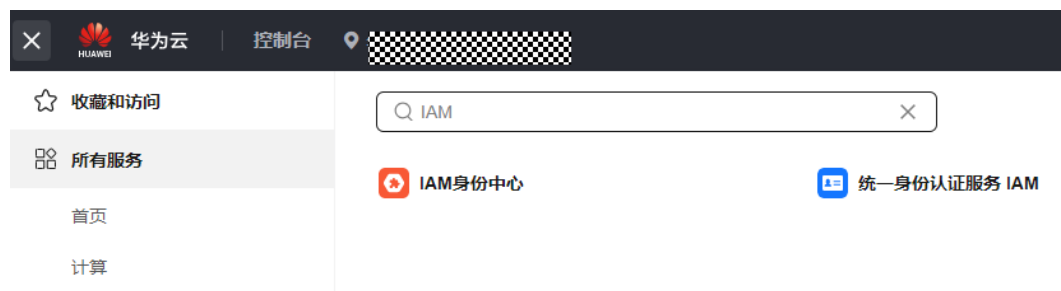 HUAWEI 华为云 控制台
收藏和访问
IAM
所有服务
IAM身份中心 统一身份认证服务 IAM
首页
计算